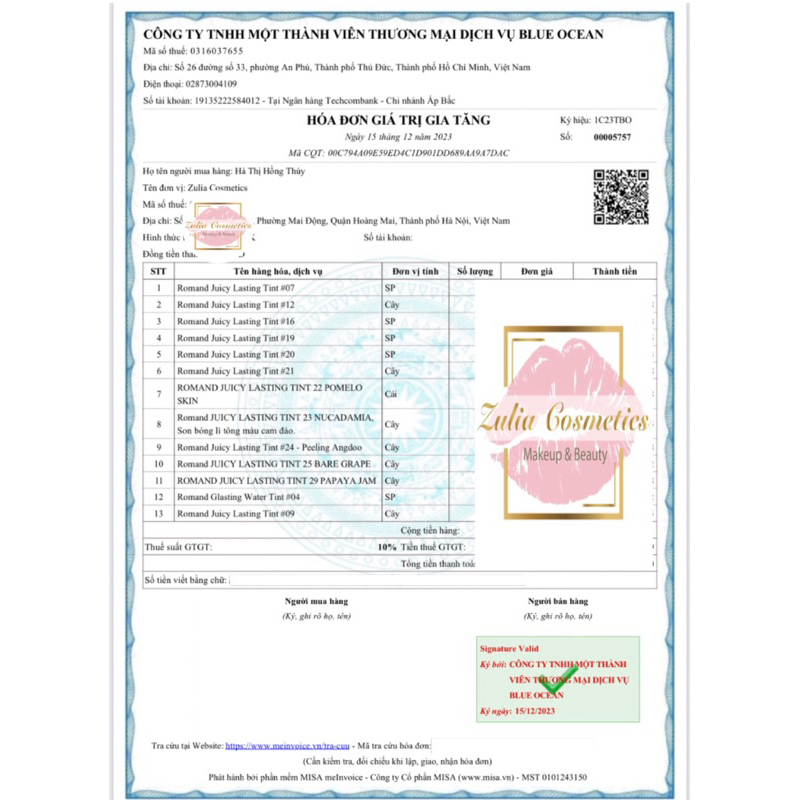 CÔNG TY TNHH MỘT THÀNH VIÊN THƯƠNG MẠI DỊCH VỤ BLUE OCEAN
Mã số thuế: 0316037655
Địa chỉ: Số 26 đường số 33, phường An Phú, Thành phố Thủ Đức, Thành phố Hồ Chí Minh, Việt Nam
Điện thoại: 02873004109
Số tài khoản: 19135222584012 - Tại Ngân hàng Techcombank - Chi nhánh Áp Bắc
HÓA ĐƠN GIÁ TRỊ GIA TĂNG
Ký hiệu: 1C23TBO
Ngày 15 tháng 12 năm 2023
Số: 00005757
Mã CQT: 00C794A09E59ED4C1D901DD689AA9A7DAC
Họ tên người mua hàng: Hà Thị Hồng Thúy
Tên đơn vị: Zulia Cosmetics
Mã số thuế:
Địa chỉ: Số Phường Mai Động, Quận Hoàng Mai, Thành phố Hà Nội, Việt Nam
Zulia Cosmetics
Makeup & Beauty
Hình thức Số tài khoản:
Đồng tiền
STT Tên hàng hóa, dịch vụ Đơn vị tính Số lượng Đơn giá Thành tiền
1 Romand Juicy Lasting Tint #07 SP
2 Romand Juicy Lasting Tint #12 Cây
3 Romand Juicy Lasting Tint #16 SP
4 Romand Juicy Lasting Tint #19 SP
5 Romand Juicy Lasting Tint #20 SP
6 Romand Juicy Lasting Tint #21 Cây
7 ROMAND JUICY LASTING TINT 22 POMELO SKIN Cái
8 Romand JUICY LASTING TINT 23 NUCADAMIA, Son bóng lì tông màu cam đào. Cây
9 Romand Juicy Lasting Tint #24 - Peeling Angdoo Cây
10 Romand JUICY LASTING TINT 25 BARE GRAPE Cây
11 ROMAND JUICY LASTING TINT 29 PAPAYA JAM Cây
12 Romand Glasting Water Tint #04 SP
13 Romand Juicy Lasting Tint #09 Cây
Zulia Cosmetics
Makeup & Beauty
Cộng tiền hàng:
Thuế suất GTGT: 10% Tiền thuế GTGT:
Tổng tiền thanh toán
Số tiền viết bằng chữ:
Người mua hàng Người bán hàng
(Ký, ghi rõ họ, tên) (Ký, ghi rõ họ, tên)
Signature Valid
Ký bởi: CÔNG TY TNHH MỘT THÀNH
VIÊN THƯƠNG MẠI DỊCH VỤ
BLUE OCEAN
Ký ngày: 15/12/2023
Tra cứu tại Website: https://www.meinvoice.vn/tra-cuu - Mã tra cứu hóa đơn:
(Cần kiểm tra, đối chiếu khi lập, giao, nhận hóa đơn)
Phát hành bởi phần mềm MISA meInvoice - Công ty Cổ phần MISA (www.misa.vn) - MST 0101243150